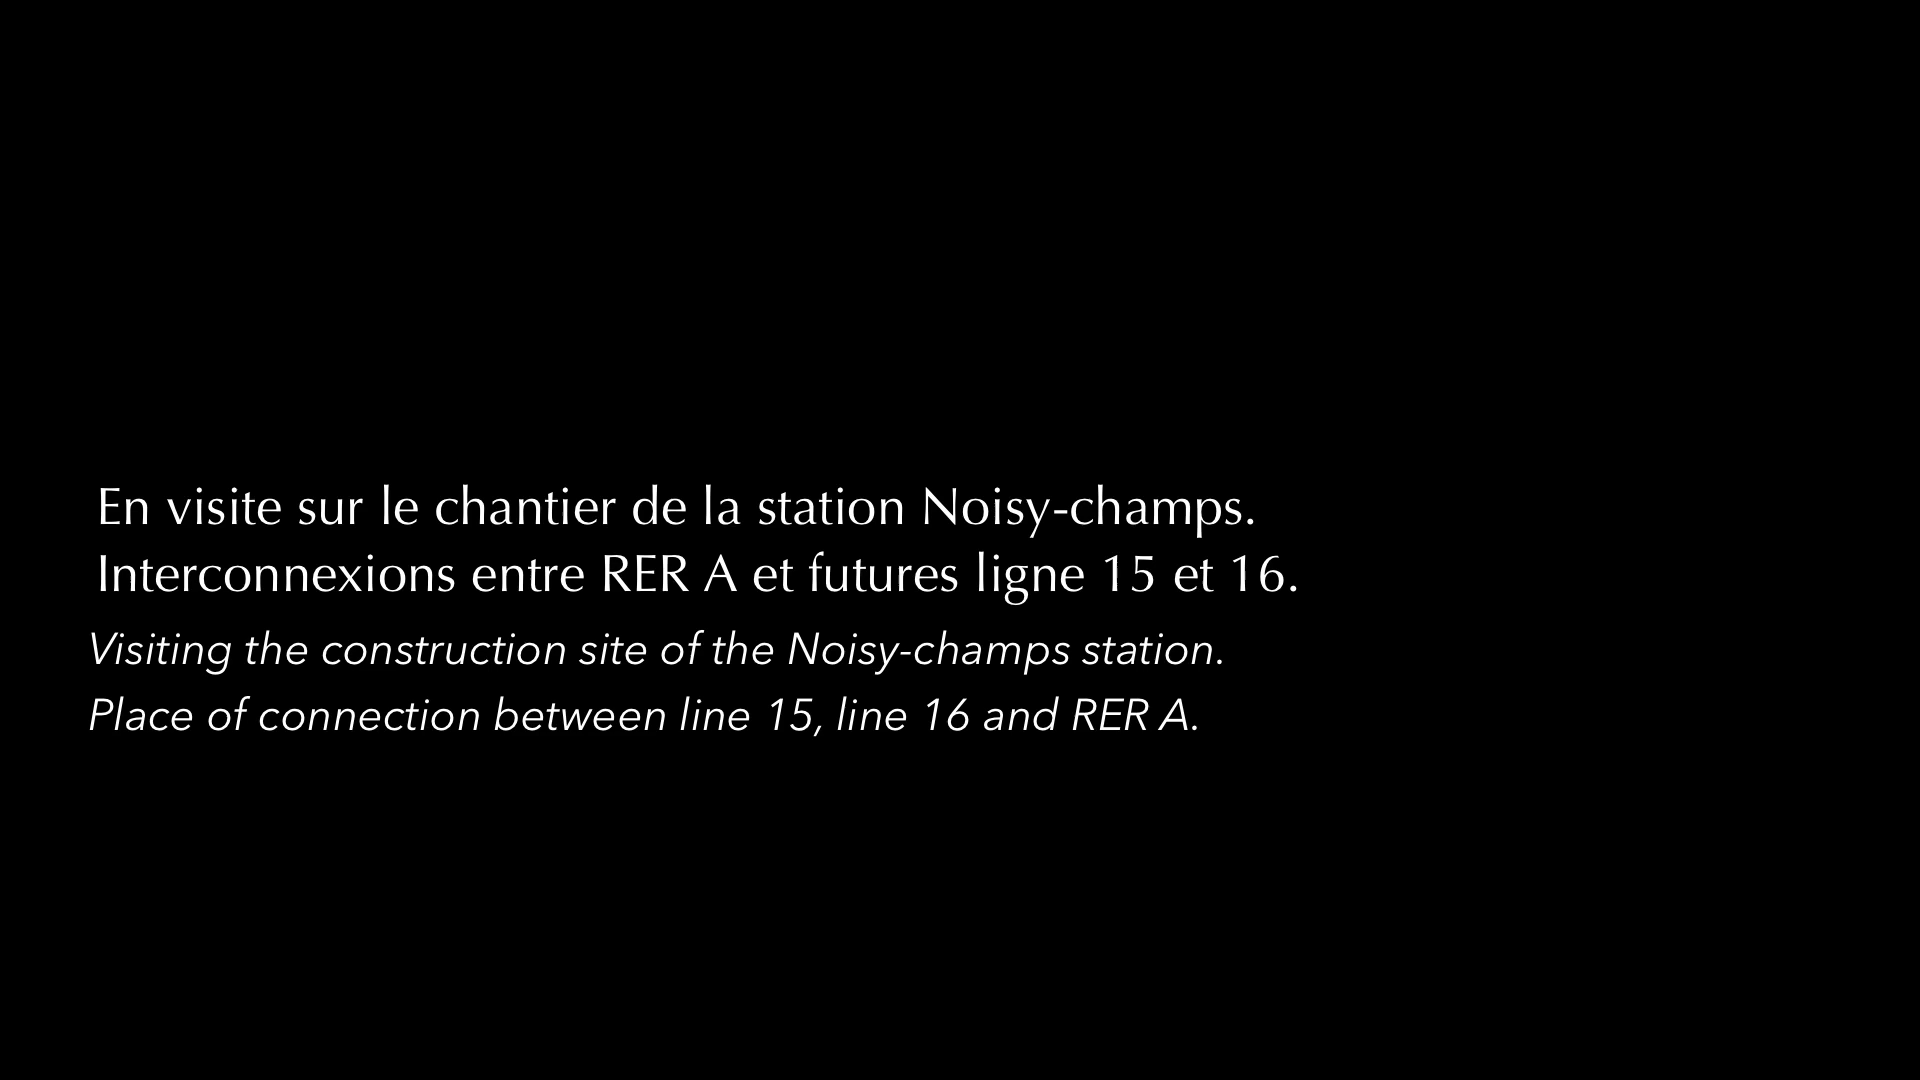 En visite sur le chantier de la station Noisy-champs.
Interconnexions entre RER A et futures ligne 15 et 16.
Visiting the construction site of the Noisy-champs station.
Place of connection between line 15, line 16 and RER A.